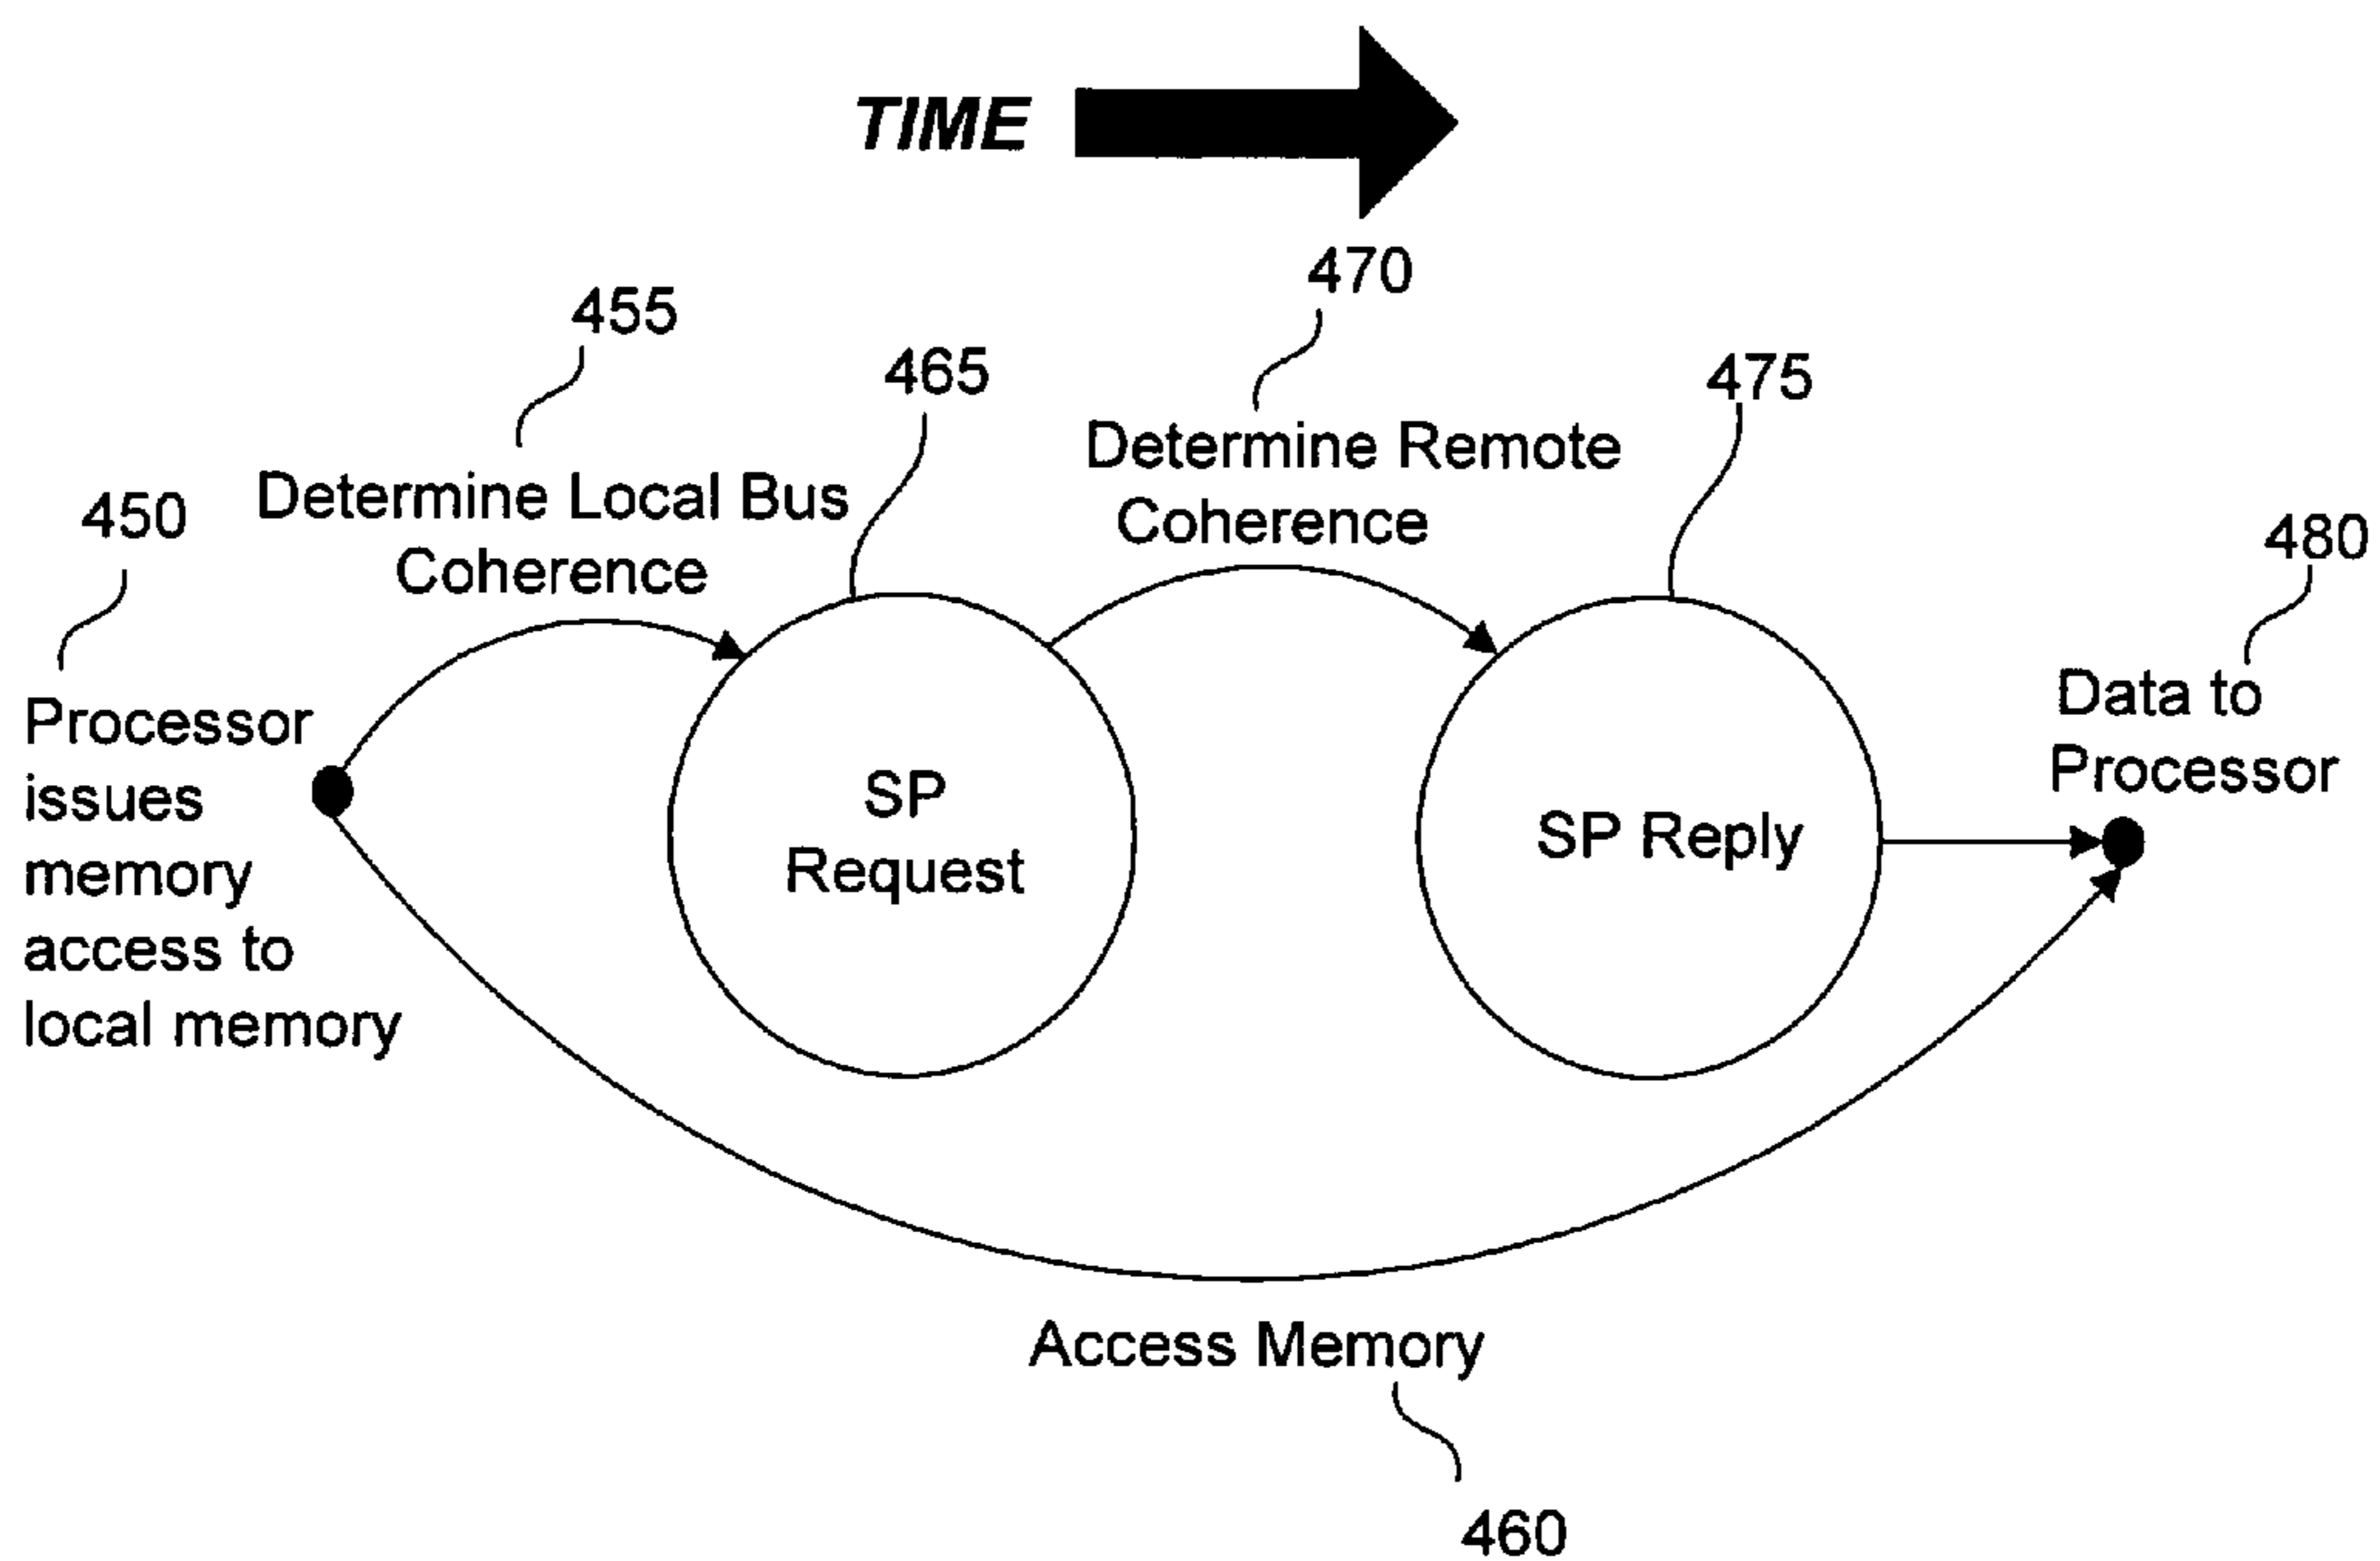 TIME
470
455
465
475
Determine Remote
Coherence
Determine Local Bus
Coherence
450
480
Processor
issues
memory
access to
local memory
SP
Request
SP Reply
Data to
Processor
Access Memory
460